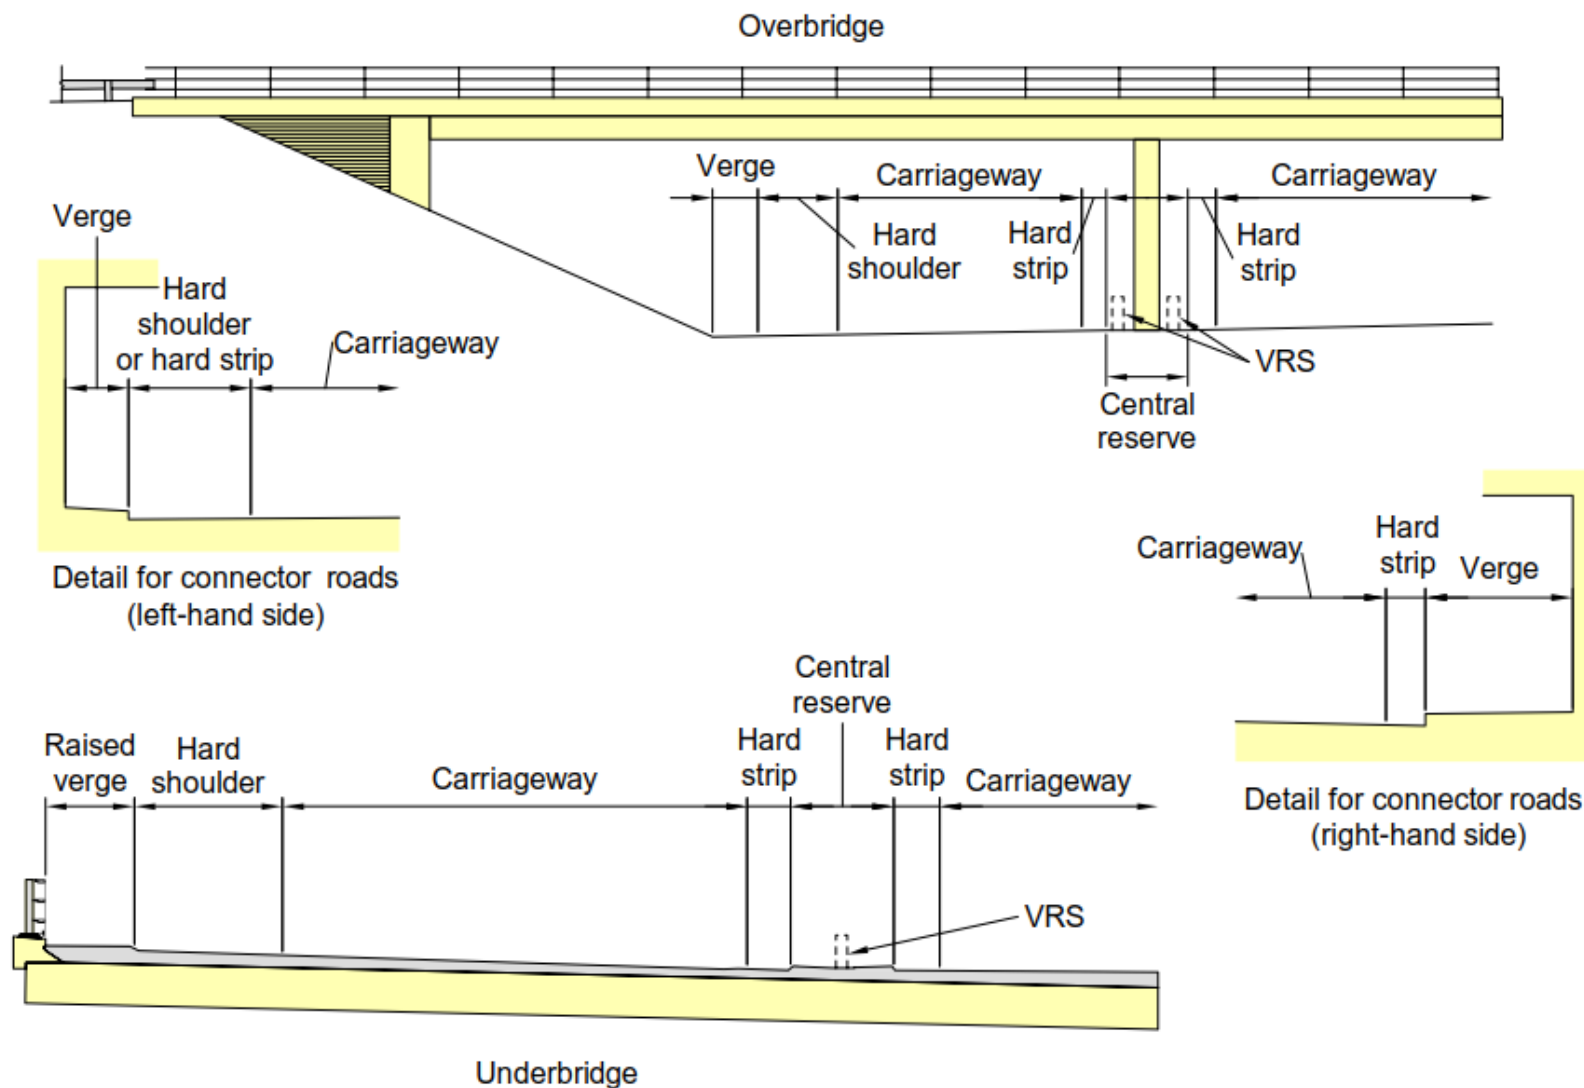 Overbridge
Verge
Carriageway
Carriageway
Hard
shoulder
Hard
strip
Hard
strip
VRS
Central
reserve
Verge
Hard
shoulder
or hard strip
Carriageway
Detail for connector roads
(left-hand side)
Carriageway
Hard
strip
Verge
Detail for connector roads
(right-hand side)
Raised
verge
Hard
shoulder
Carriageway
Hard
strip
Central
reserve
Hard
strip
Carriageway
VRS
Underbridge